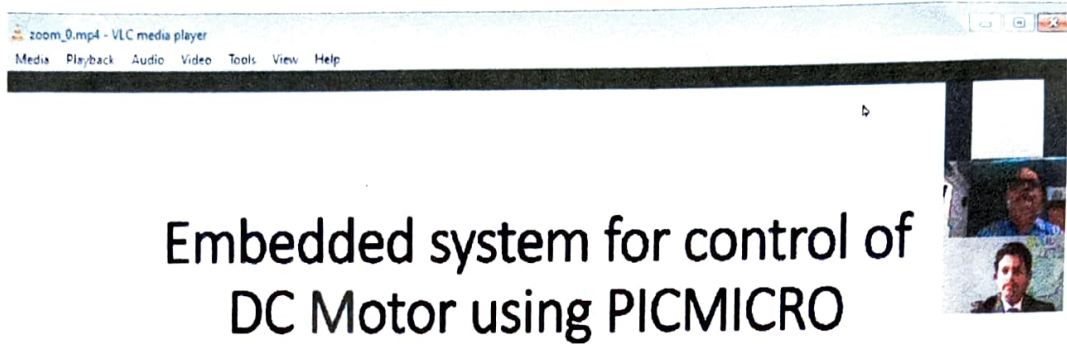 zoom_0.mp4 - VLC media player
Media Playback Audio Video Tools View Help
Embedded system for control of
DC Motor using PICMICRO